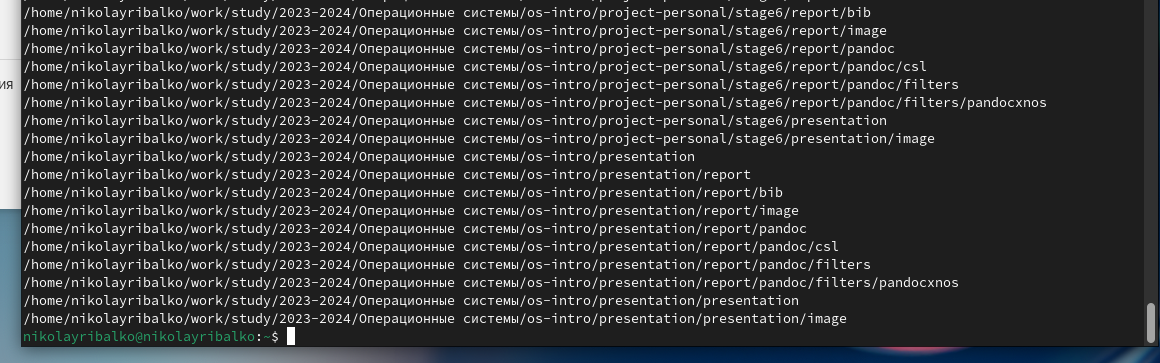 /home/nikolayribalko/work/study/2023-2024/Операционные системы/os-intro/project-personal/stage6/report/bib
/home/nikolayribalko/work/study/2023-2024/Операционные системы/os-intro/project-personal/stage6/report/image
/home/nikolayribalko/work/study/2023-2024/Операционные системы/os-intro/project-personal/stage6/report/pandoc
/home/nikolayribalko/work/study/2023-2024/Операционные системы/os-intro/project-personal/stage6/report/pandoc/csl
ия
/home/nikolayribalko/work/study/2023-2024/Операционные системы/os-intro/project-personal/stage6/report/pandoc/filters
/home/nikolayribalko/work/study/2023-2024/Операционные системы/os-intro/project-personal/stage6/report/pandoc/filters/pandocxnos
/home/nikolayribalko/work/study/2023-2024/Операционные системы/os-intro/project-personal/stage6/presentation
/home/nikolayribalko/work/study/2023-2024/Операционные системы/os-intro/project-personal/stage6/presentation/image
/home/nikolayribalko/work/study/2023-2024/Операционные системы/os-intro/presentation
/home/nikolayribalko/work/study/2023-2024/Операционные системы/os-intro/presentation/report
/home/nikolayribalko/work/study/2023-2024/Операционные системы/os-intro/presentation/report/bib
/home/nikolayribalko/work/study/2023-2024/Операционные системы/os-intro/presentation/report/image
/home/nikolayribalko/work/study/2023-2024/Операционные системы/os-intro/presentation/report/pandoc
/home/nikolayribalko/work/study/2023-2024/Операционные системы/os-intro/presentation/report/pandoc/csl
/home/nikolayribalko/work/study/2023-2024/Операционные системы/os-intro/presentation/report/pandoc/filters
/home/nikolayribalko/work/study/2023-2024/Операционные системы/os-intro/presentation/report/pandoc/filters/pandocxnos
/home/nikolayribalko/work/study/2023-2024/Операционные системы/os-intro/presentation/presentation
/home/nikolayribalko/work/study/2023-2024/Операционные системы/os-intro/presentation/presentation/image
nikolayribalko@nikolayribalko:~$